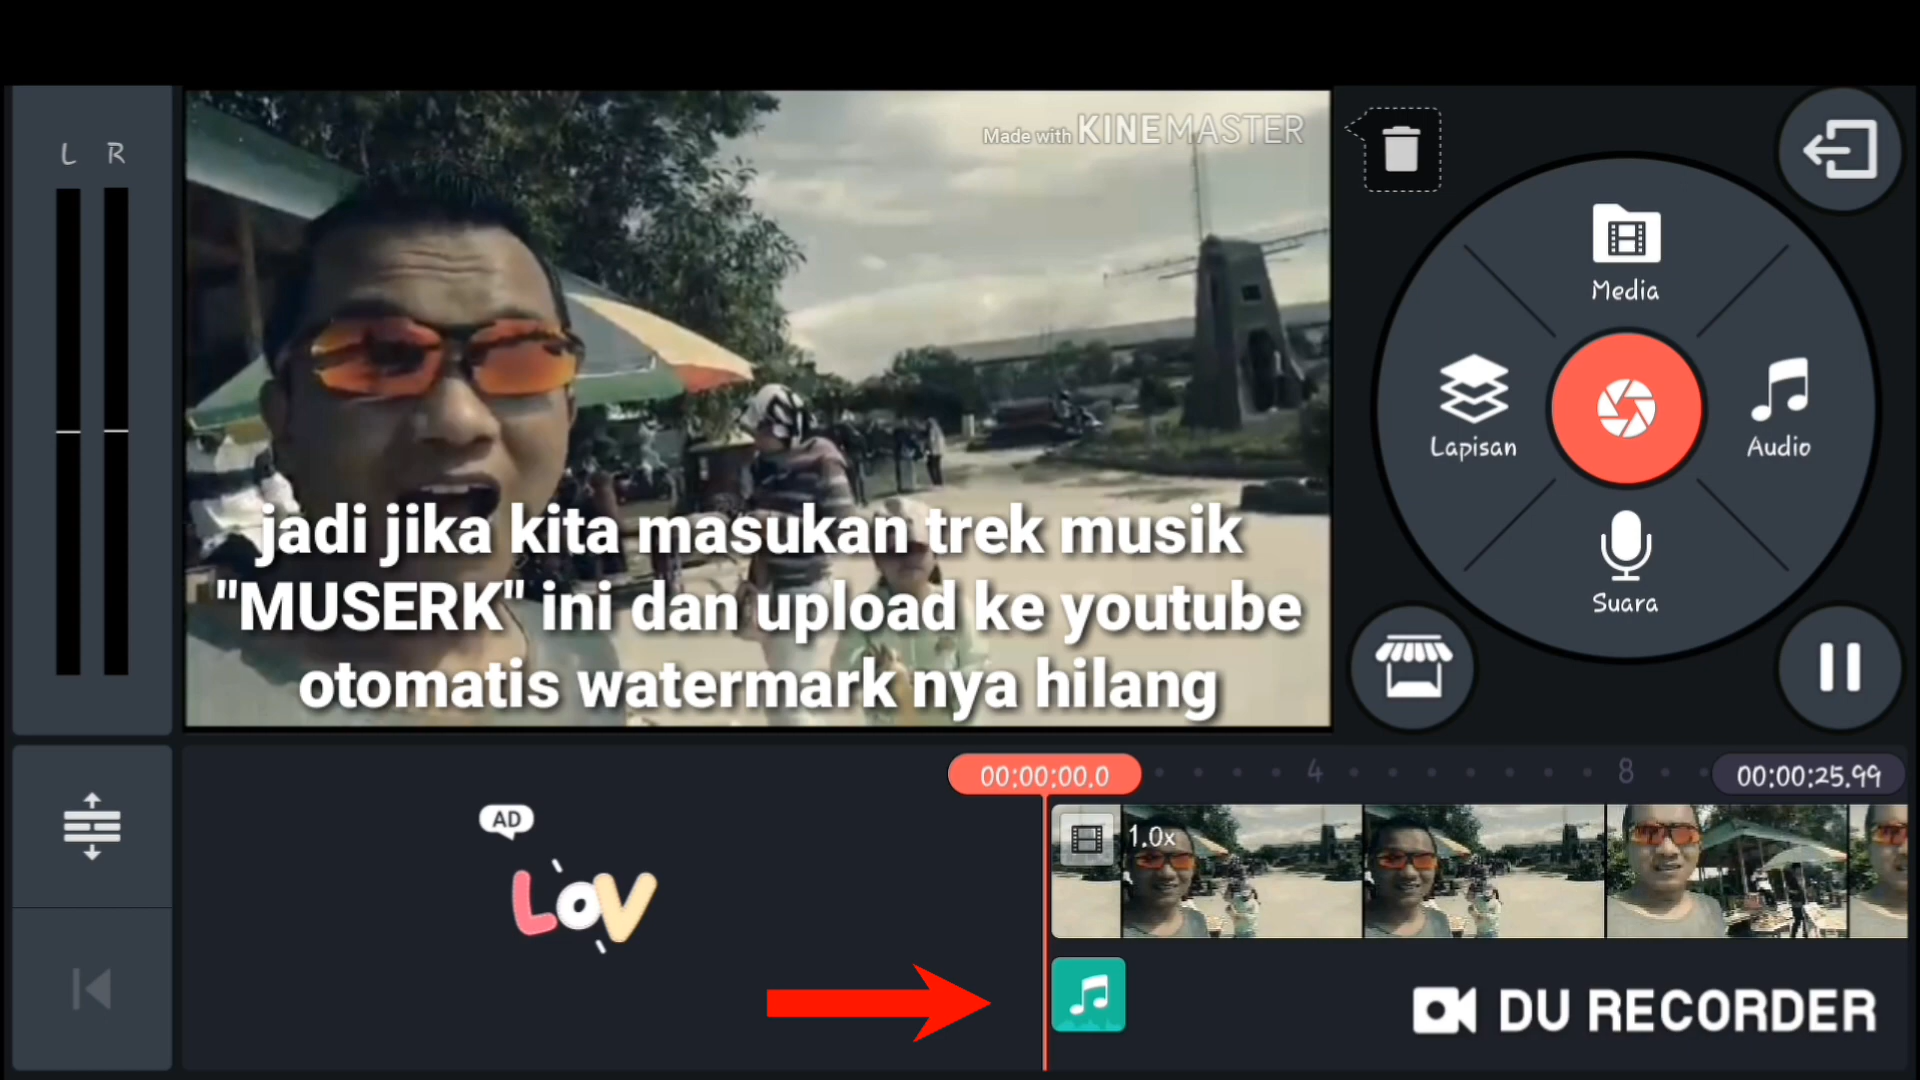 L R
Made with KINEMASTER
Media
Lapisan
Audio
Suara
jadi jika kita masukan trek musik
"MUSERK" ini dan upload ke youtube
otomatis watermark nya hilang
00:00:00.0
4
8
00:00:25.99
1.0x
AD
LOV
DU RECORDER